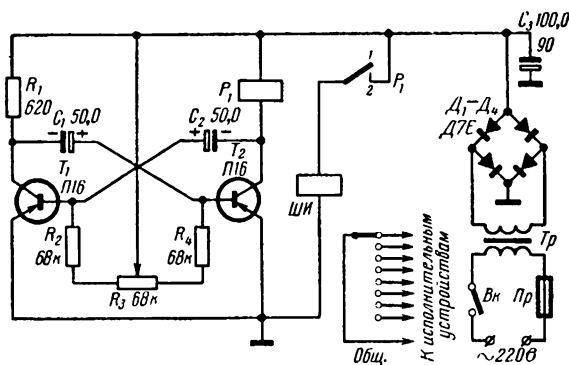 C₃ 100,0
90
R₁
620
C₁ 50,0
− +
P₁
C₂ 50,0
+ −
1
2
P₁
Д₁−Д₄
Д7Е
T₁
П16
T₂
П16
R₂
68к
R₄
68к
R₃ 68к
ШИ
Тр
Вк
Пр
~220в
Общ.
К исполнительным
устройствам